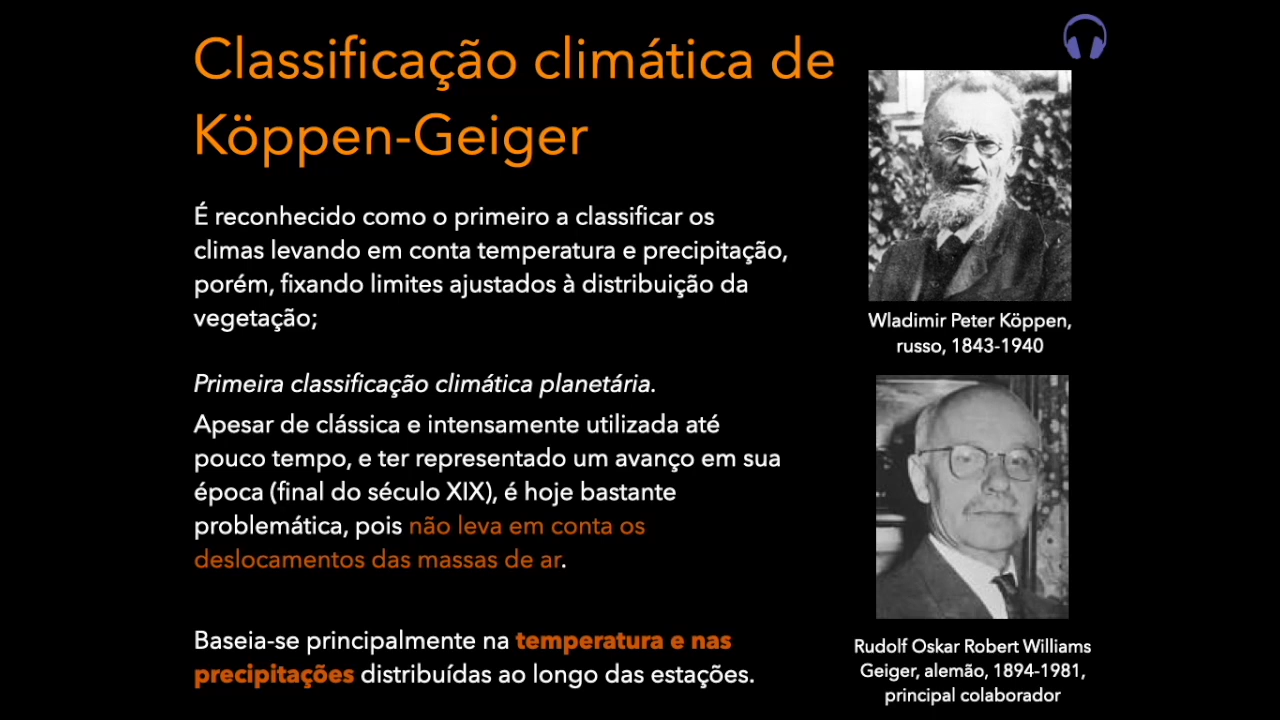 Classificação climática de
Köppen-Geiger
É reconhecido como o primeiro a classificar os
climas levando em conta temperatura e precipitação,
porém, fixando limites ajustados à distribuição da
vegetação;
Primeira classificação climática planetária.
Apesar de clássica e intensamente utilizada até
pouco tempo, e ter representado um avanço em sua
época (final do século XIX), é hoje bastante
problemática, pois não leva em conta os
deslocamentos das massas de ar.
Baseia-se principalmente na temperatura e nas
precipitações distribuídas ao longo das estações.
Wladimir Peter Köppen,
russo, 1843-1940
Rudolf Oskar Robert Williams
Geiger, alemão, 1894-1981,
principal colaborador